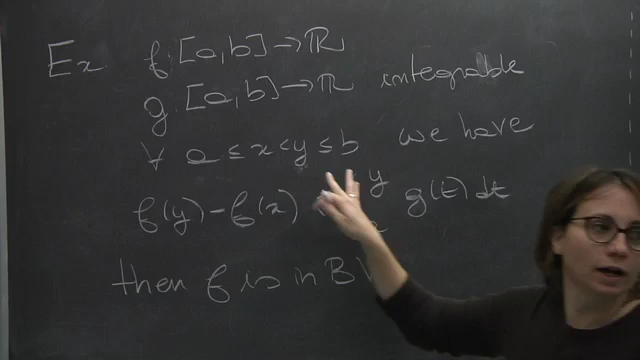 Ex f: [a,b] → ℝ
g: [a,b] → ℝ integrable
∀ a ≤ x < y ≤ b we have
f(y) - f(x) y g(t) dt
then f is in BV